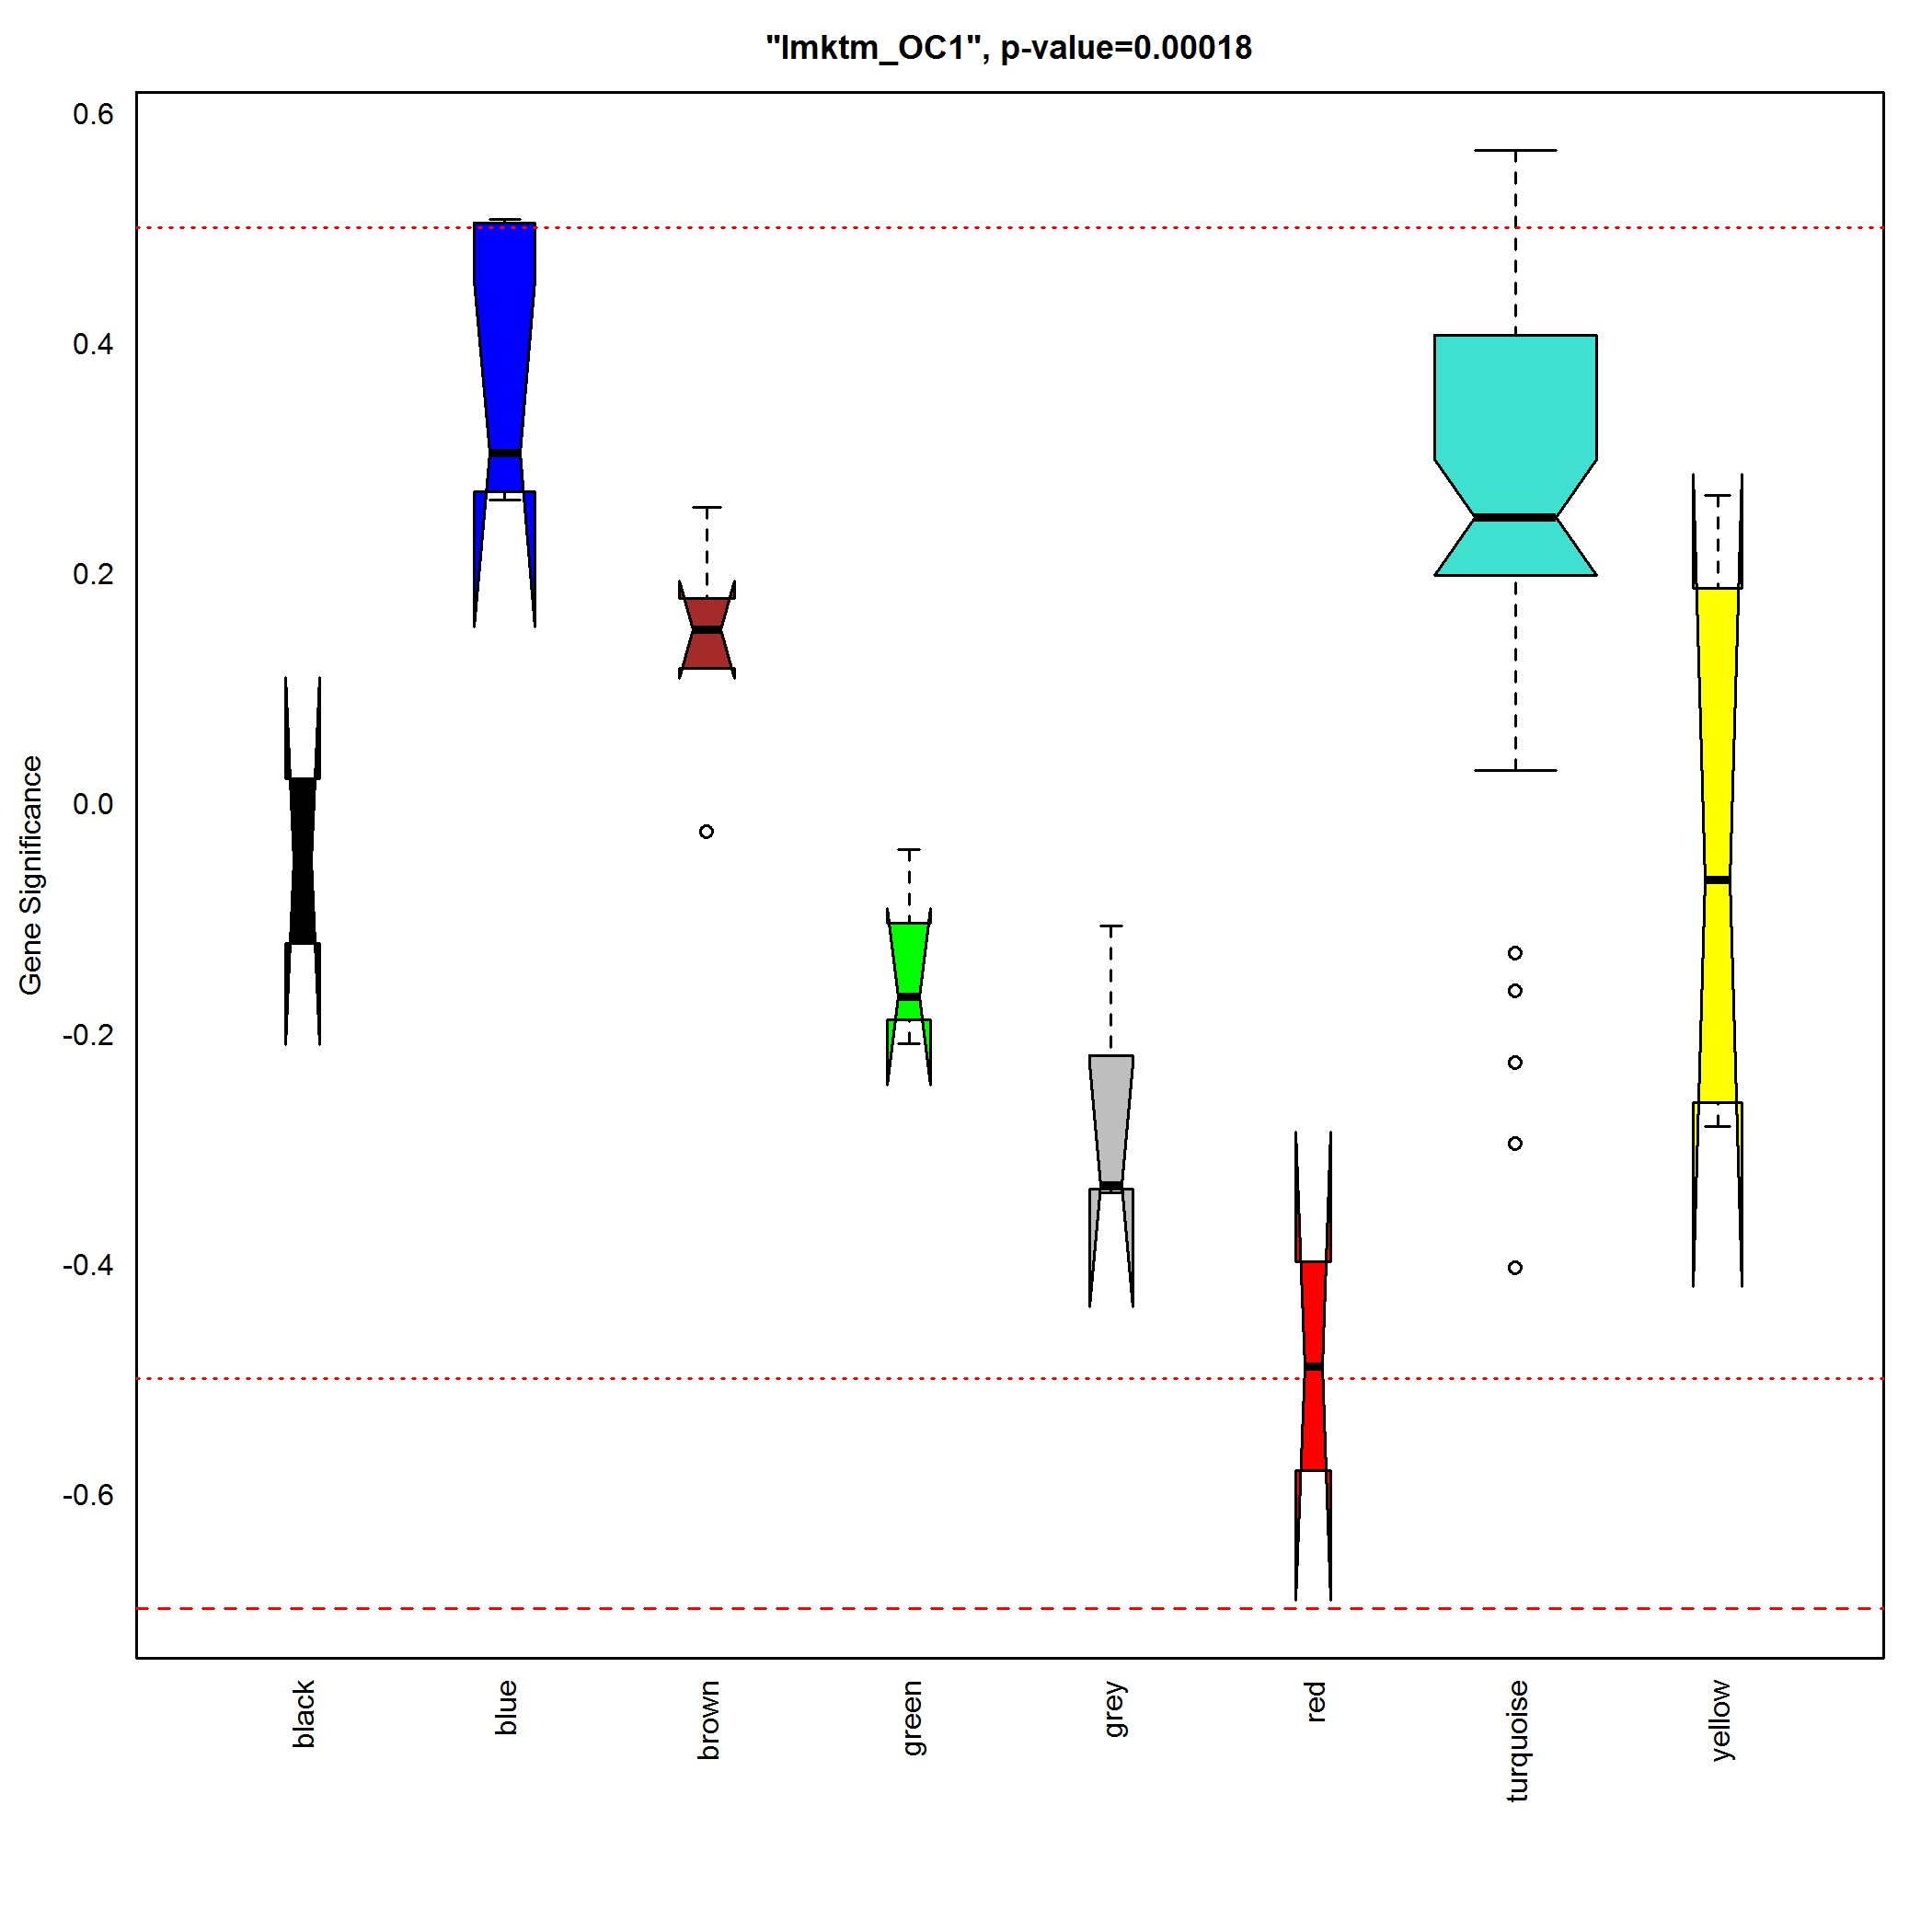 "lmktm_OC1", p-value=0.00018
0.6
0.4
0.2
0.0
-0.2
-0.4
-0.6
Gene Significance
black
blue
brown
green
grey
red
turquoise
yellow